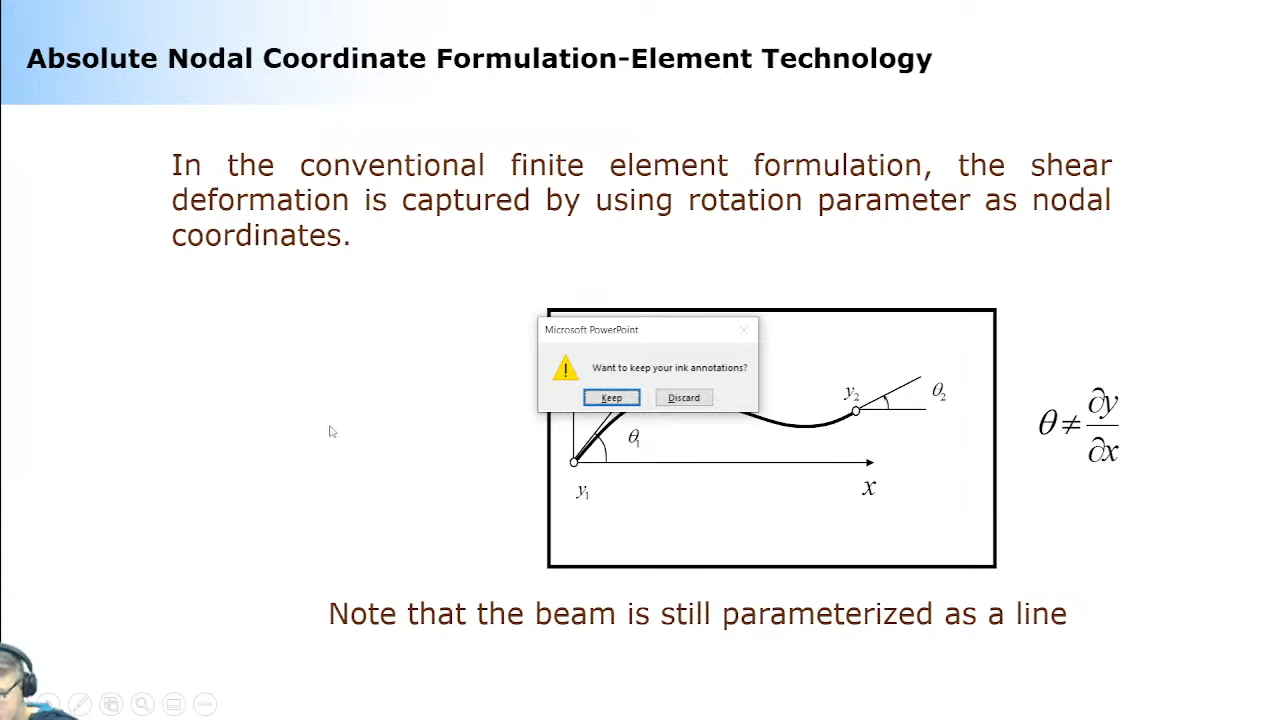 Absolute Nodal Coordinate Formulation-Element Technology
In the conventional finite element formulation, the shear
deformation is captured by using rotation parameter as nodal
coordinates.
Microsoft PowerPoint
Want to keep your ink annotations?
Keep Discard
y₂ θ₂
θ₁
y₁ x
θ ≠ ∂y/∂x
Note that the beam is still parameterized as a line